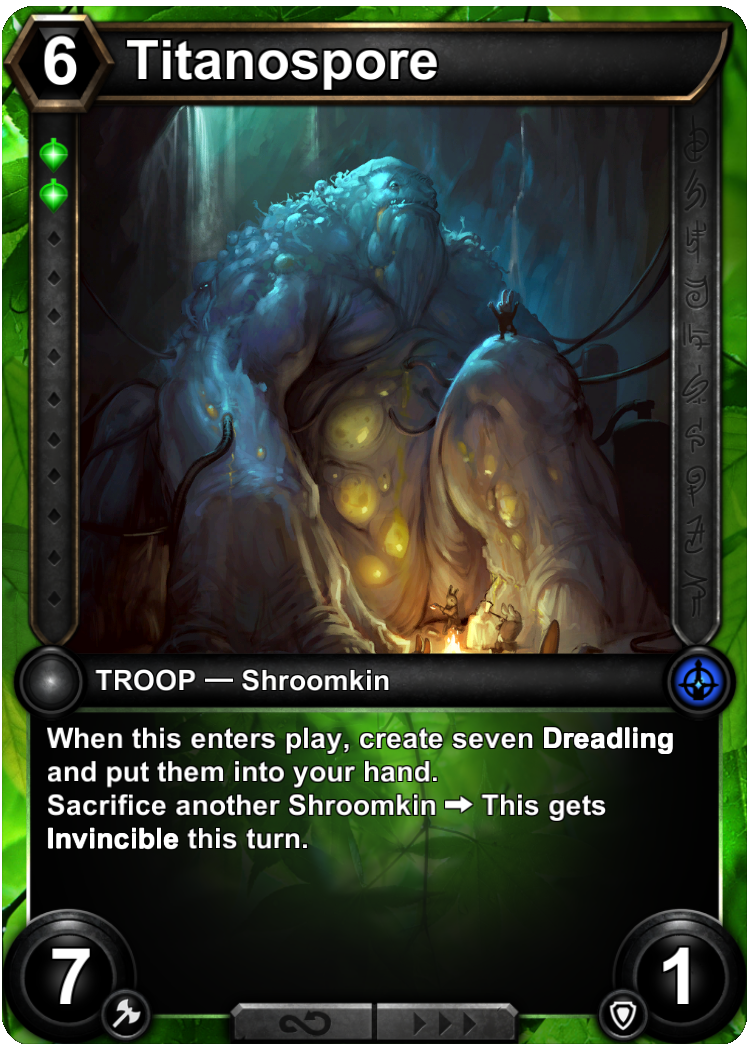 6
Titanospore
TROOP — Shroomkin
When this enters play, create seven Dreadling
and put them into your hand.
Sacrifice another Shroomkin ➡ This gets
Invincible this turn.
7
1